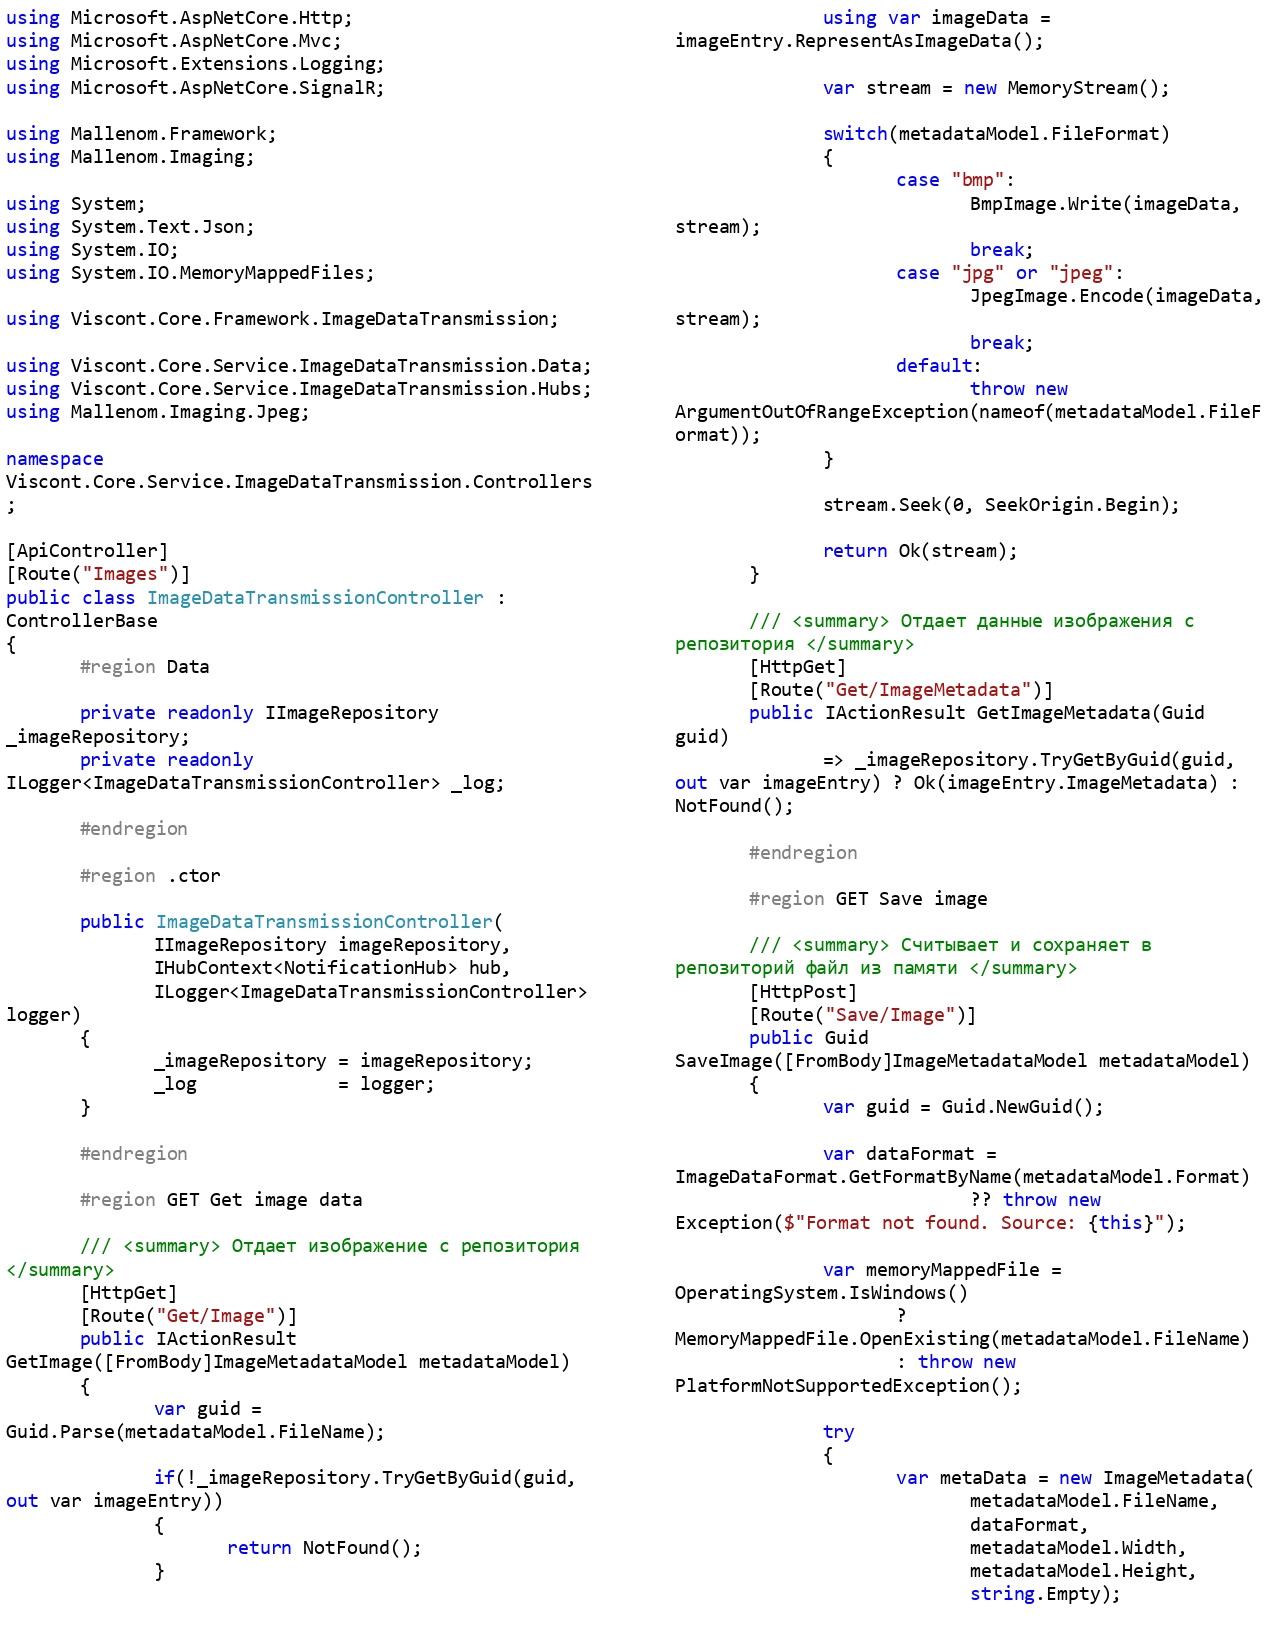 using Microsoft.AspNetCore.Http;
using Microsoft.AspNetCore.Mvc;
using Microsoft.Extensions.Logging;
using Microsoft.AspNetCore.SignalR;

using Mallenom.Framework;
using Mallenom.Imaging;

using System;
using System.Text.Json;
using System.IO;
using System.IO.MemoryMappedFiles;

using Viscont.Core.Framework.ImageDataTransmission;

using Viscont.Core.Service.ImageDataTransmission.Data;
using Viscont.Core.Service.ImageDataTransmission.Hubs;
using Mallenom.Imaging.Jpeg;

namespace
Viscont.Core.Service.ImageDataTransmission.Controllers
;

[ApiController]
[Route("Images")]
public class ImageDataTransmissionController :
ControllerBase
{
#region Data

private readonly IImageRepository
_imageRepository;
private readonly
ILogger<ImageDataTransmissionController> _log;

#endregion

#region .ctor

public ImageDataTransmissionController(
IImageRepository imageRepository,
IHubContext<NotificationHub> hub,
ILogger<ImageDataTransmissionController>
logger)
{
_imageRepository = imageRepository;
_log             = logger;
}

#endregion

#region GET Get image data

/// <summary> Отдает изображение с репозитория
</summary>
[HttpGet]
[Route("Get/Image")]
public IActionResult
GetImage([FromBody]ImageMetadataModel metadataModel)
{
var guid =
Guid.Parse(metadataModel.FileName);

if(!_imageRepository.TryGetByGuid(guid,
out var imageEntry))
{
return NotFound();
}

using var imageData =
imageEntry.RepresentAsImageData();

var stream = new MemoryStream();

switch(metadataModel.FileFormat)
{
case "bmp":
BmpImage.Write(imageData,
stream);
break;
case "jpg" or "jpeg":
JpegImage.Encode(imageData,
stream);
break;
default:
throw new
ArgumentOutOfRangeException(nameof(metadataModel.FileF
ormat));
}

stream.Seek(0, SeekOrigin.Begin);

return Ok(stream);
}

/// <summary> Отдает данные изображения с
репозитория </summary>
[HttpGet]
[Route("Get/ImageMetadata")]
public IActionResult GetImageMetadata(Guid
guid)
=> _imageRepository.TryGetByGuid(guid,
out var imageEntry) ? Ok(imageEntry.ImageMetadata) :
NotFound();

#endregion

#region GET Save image

/// <summary> Считывает и сохраняет в
репозиторий файл из памяти </summary>
[HttpPost]
[Route("Save/Image")]
public Guid
SaveImage([FromBody]ImageMetadataModel metadataModel)
{
var guid = Guid.NewGuid();

var dataFormat =
ImageDataFormat.GetFormatByName(metadataModel.Format)
?? throw new
Exception($"Format not found. Source: {this}");

var memoryMappedFile =
OperatingSystem.IsWindows()
?
MemoryMappedFile.OpenExisting(metadataModel.FileName)
: throw new
PlatformNotSupportedException();

try
{
var metaData = new ImageMetadata(
metadataModel.FileName,
dataFormat,
metadataModel.Width,
metadataModel.Height,
string.Empty);